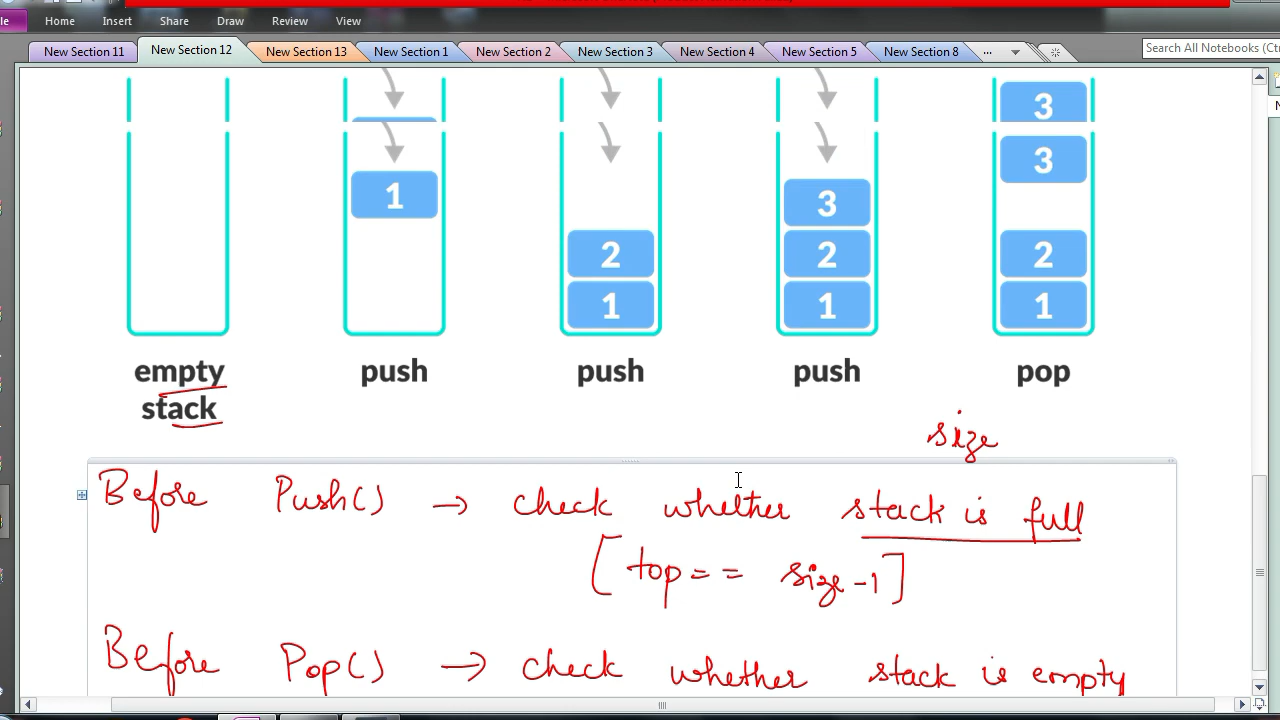 Home Insert Share Draw Review View
New Section 11 New Section 12 New Section 13 New Section 1 New Section 2 New Section 3 New Section 4 New Section 5 New Section 8 ... Search All Notebooks (Ctr
3
3
1 3
2 2 2
1 1 1
empty push push push pop
stack
size
Before Push() → check whether stack is full
[top == size-1]
Before Pop() → check whether stack is empty